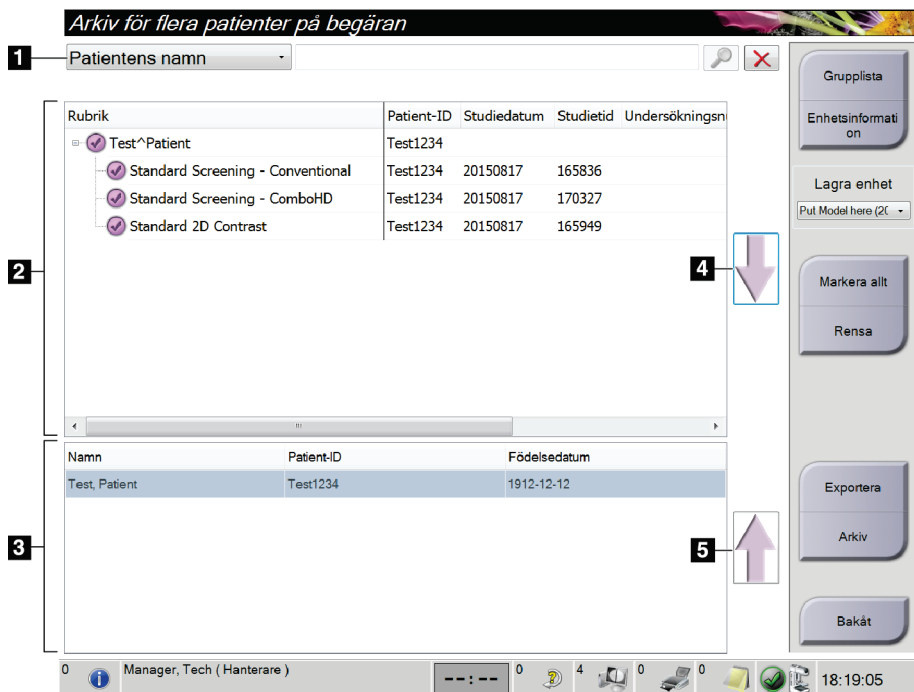 Arkiv för flera patienter på begäran
1
Patientens namn
Grupplista
Enhetsinformati
on
Lagra enhet
Put Model here (2(
Markera allt
Rensa
Exportera
Arkiv
Bakåt
2
Rubrik Patient-ID Studiedatum Studietid Undersökningsn
Test^Patient Test1234
Standard Screening - Conventional Test1234 20150817 165836
Standard Screening - ComboHD Test1234 20150817 170327
Standard 2D Contrast Test1234 20150817 165949
4
3
Namn Patient-ID Födelsedatum
Test, Patient Test1234 1912-12-12
5
0 Manager, Tech ( Hanterare ) --:-- 0 4 0 0 18:19:05